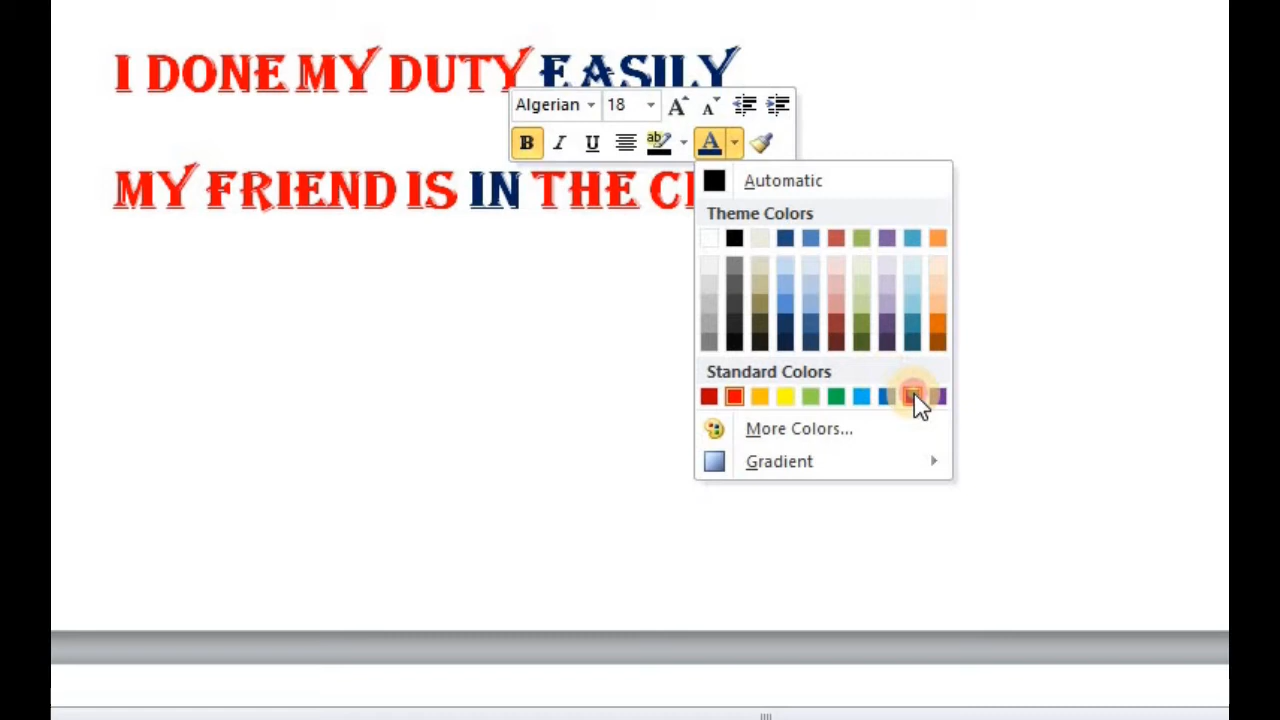 I DONE MY DUTY EASILY
Algerian 18
B I U ab A
MY FRIEND IS IN THE
Automatic
Theme Colors
Standard Colors
More Colors...
Gradient